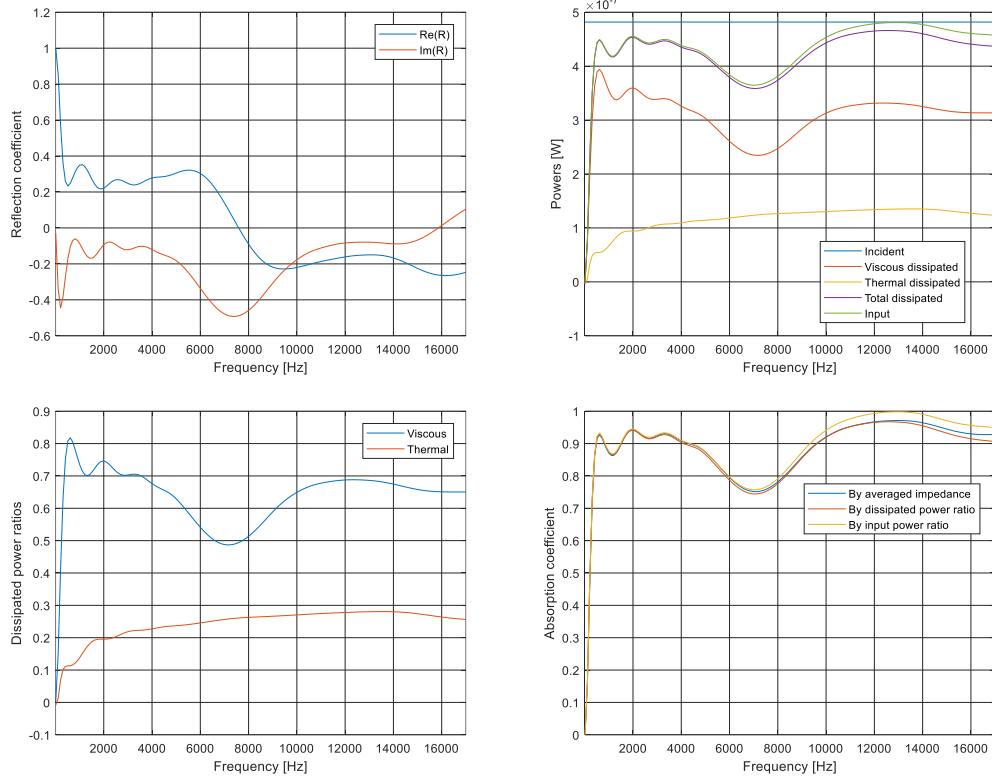 1.2
1
0.8
0.6
0.4
0.2
0
-0.2
-0.4
-0.6
Reflection coefficient
Re(R)
Im(R)
2000 4000 6000 8000 10000 12000 14000 16000
Frequency [Hz]
5
4
3
2
1
0
-1
Powers [W]
Incident
Viscous dissipated
Thermal dissipated
Total dissipated
Input
2000 4000 6000 8000 10000 12000 14000 16000
Frequency [Hz]
0.9
0.8
0.7
0.6
0.5
0.4
0.3
0.2
0.1
0
-0.1
Dissipated power ratios
Viscous
Thermal
2000 4000 6000 8000 10000 12000 14000 16000
Frequency [Hz]
1
0.9
0.8
0.7
0.6
0.5
0.4
0.3
0.2
0.1
0
Absorption coefficient
By averaged impedance
By dissipated power ratio
By input power ratio
2000 4000 6000 8000 10000 12000 14000 16000
Frequency [Hz]